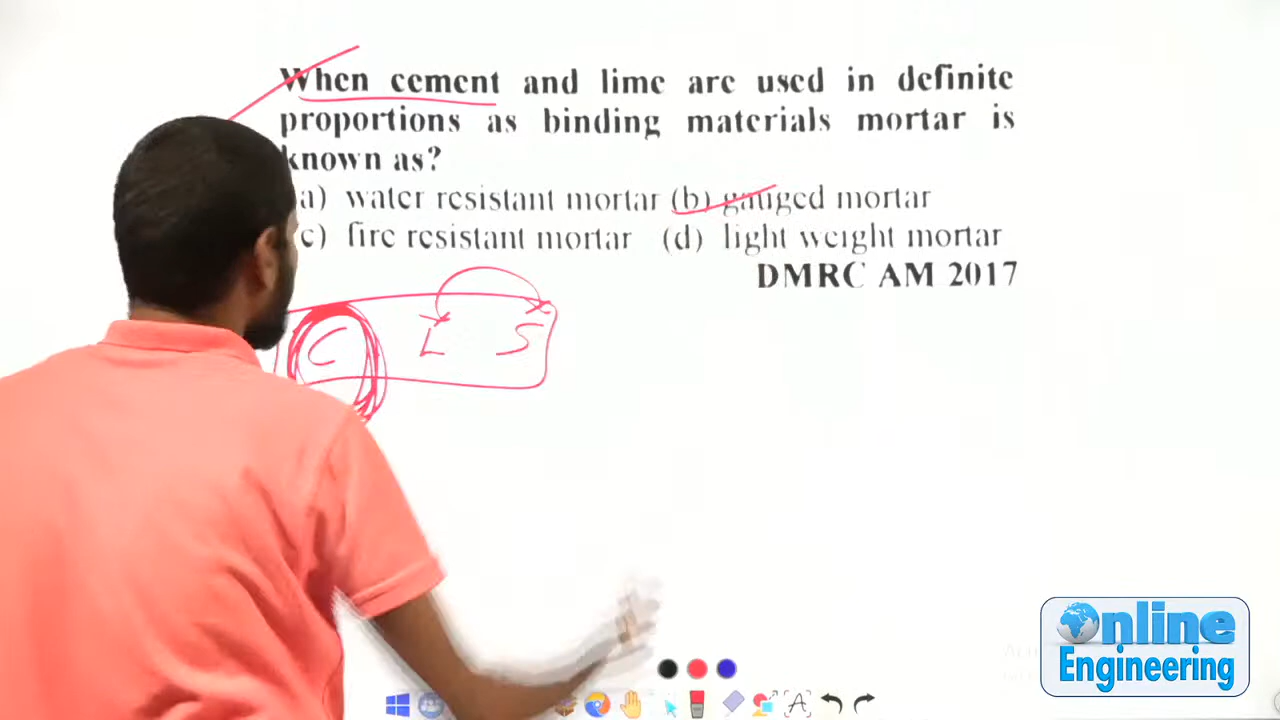 When cement and lime are used in definite
proportions as binding materials mortar is
known as?
a) water resistant mortar (b) gauged mortar
c) fire resistant mortar (d) light weight mortar
DMRC AM 2017
C L S
Online
Engineering